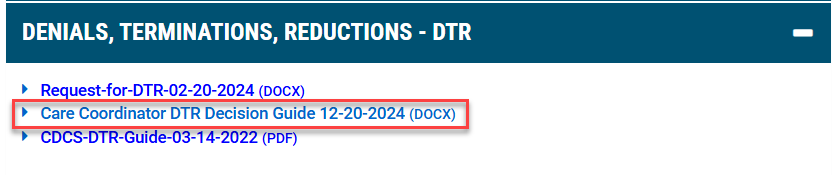 DENIALS, TERMINATIONS, REDUCTIONS - DTR
Request-for-DTR-02-20-2024 (DOCX)
Care Coordinator DTR Decision Guide 12-20-2024 (DOCX)
CDCS-DTR-Guide-03-14-2022 (PDF)